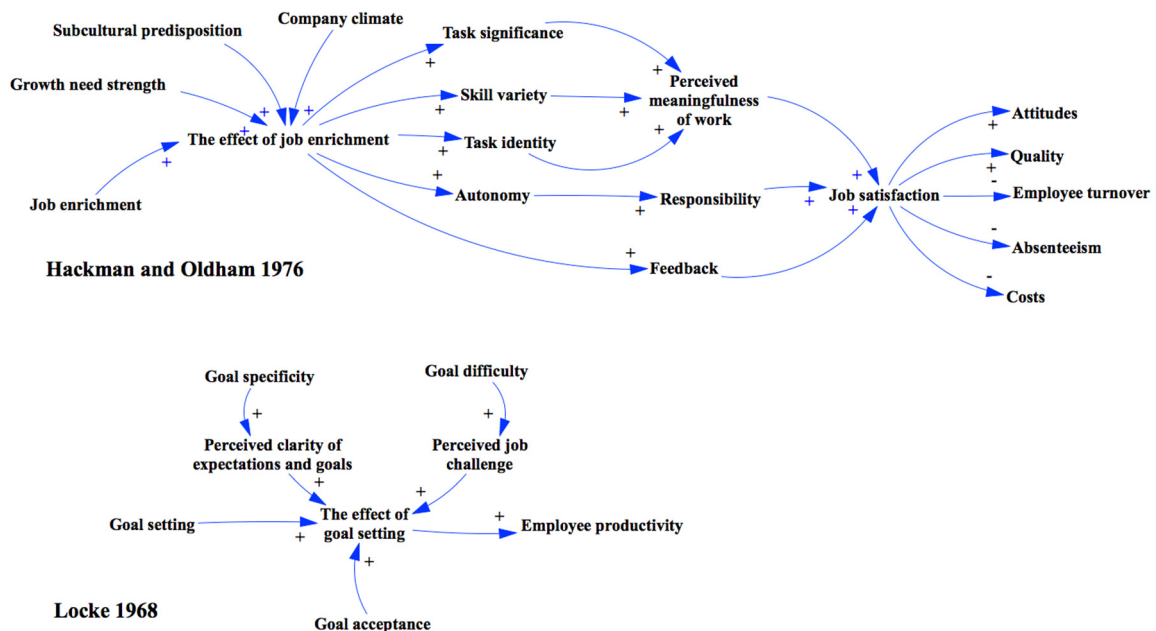 Company climate
Subcultural predisposition
Task significance
Growth need strength
+
+
Perceived
meaningfulness
of work
Skill variety
+
+
+
+
+
+
Attitudes
+
The effect of job enrichment
Task identity
+
+
Quality
+
+
Job enrichment
+
Autonomy
Responsibility
+
+
+
+
Job satisfaction
-
Employee turnover
-
Absenteeism
+
Feedback
-
Costs
Hackman and Oldham 1976
Goal specificity
Goal difficulty
+
+
Perceived clarity of
expectations and goals
Perceived job
challenge
+
+
Goal setting
+
The effect of
goal setting
+
Employee productivity
+
Locke 1968
Goal acceptance